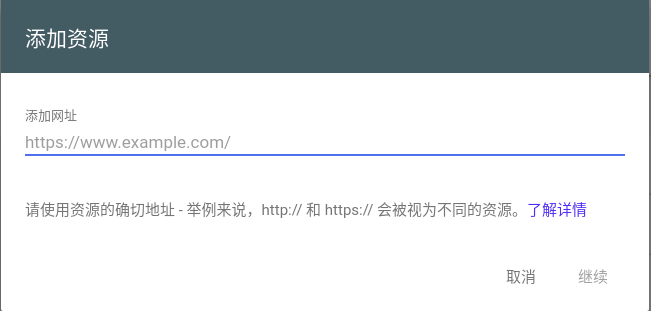 添加资源
添加网址
https://www.example.com/
请使用资源的确切地址 - 举例来说，http:// 和 https:// 会被视为不同的资源。了解详情
取消 继续